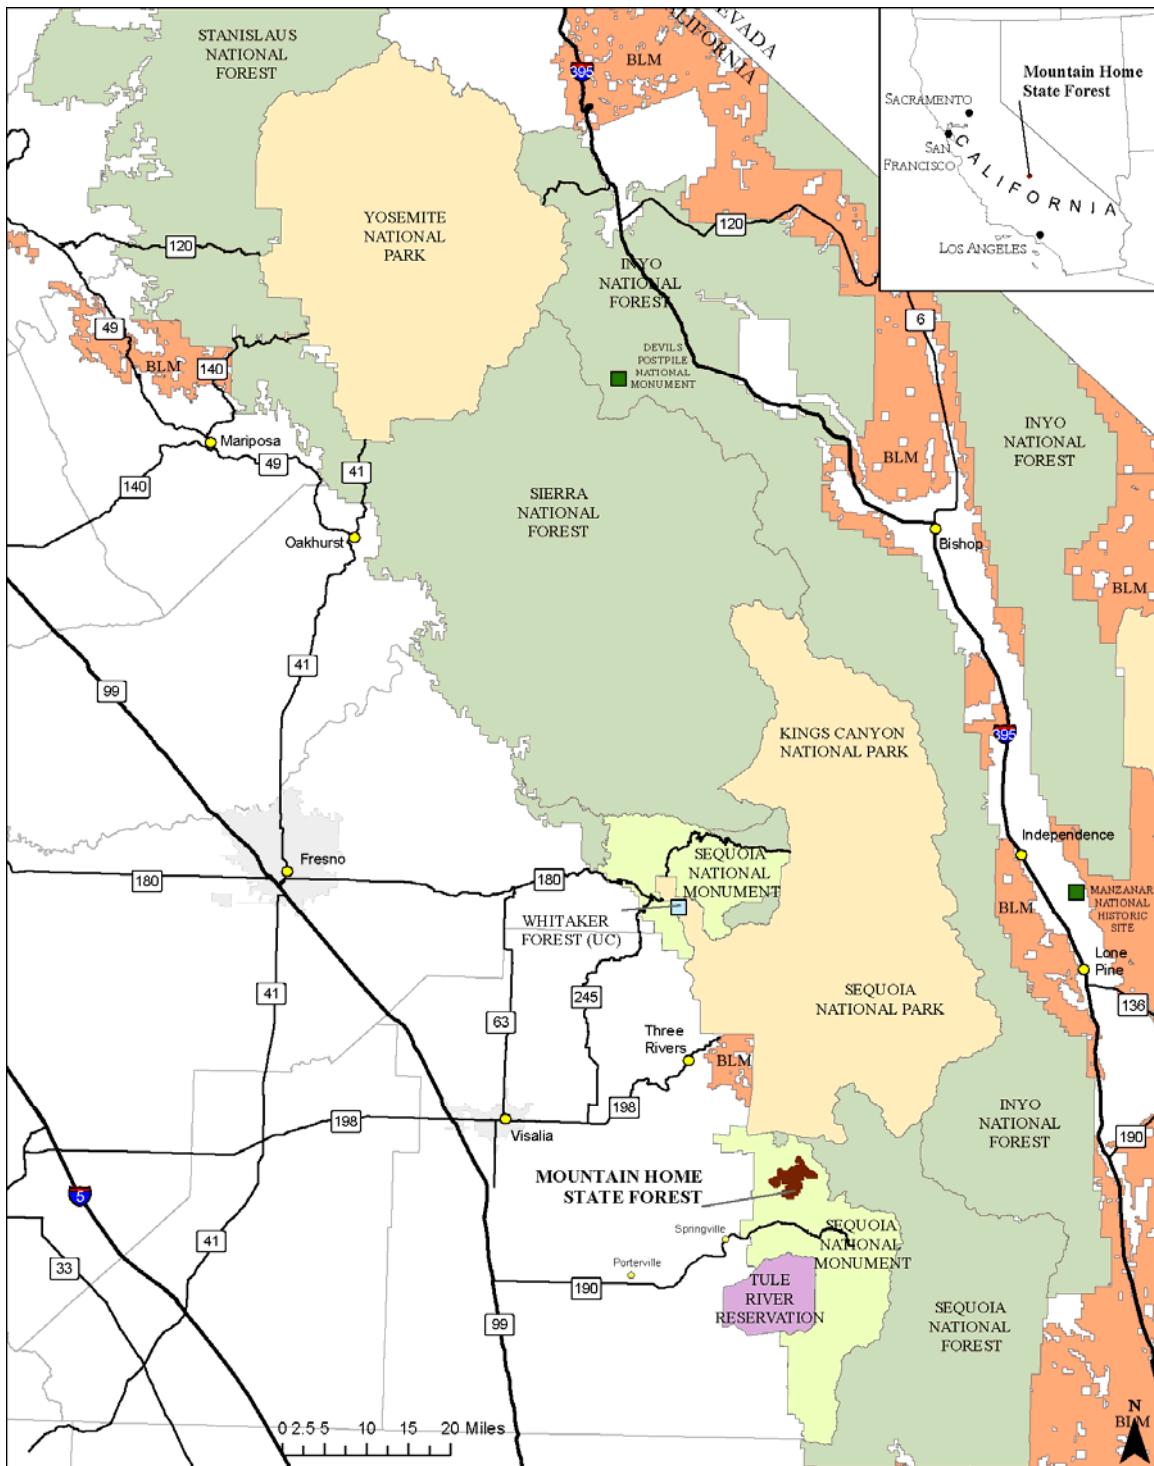 STANISLAUS
NATIONAL
FOREST
NEVADA
CALIFORNIA
BLM
395
Mountain Home
State Forest
SACRAMENTO
SAN
FRANCISCO
CALIFORNIA
LOS ANGELES
YOSEMITE
NATIONAL
PARK
120
120
INYO
NATIONAL
FOREST
6
49
BLM
140
DEVILS
POSTPILE
NATIONAL
MONUMENT
Mariposa
49
41
140
INYO
NATIONAL
FOREST
BLM
SIERRA
NATIONAL
FOREST
Oakhurst
Bishop
BLM
41
99
KINGS CANYON
NATIONAL PARK
395
Independence
Fresno
180
180
SEQUOIA
NATIONAL
MONUMENT
WHITAKER
FOREST (UC)
MANZANAR
NATIONAL
HISTORIC
SITE
BLM
Lone
Pine
41
63
245
SEQUOIA
NATIONAL PARK
136
Three
Rivers
BLM
198
198
Visalia
INYO
NATIONAL
FOREST
190
MOUNTAIN HOME
STATE FOREST
5
41
33
Springville
SEQUOIA
NATIONAL
MONUMENT
Porterville
190
TULE
RIVER
RESERVATION
99
SEQUOIA
NATIONAL
FOREST
N
BLM
0 2.5 5 10 15 20 Miles